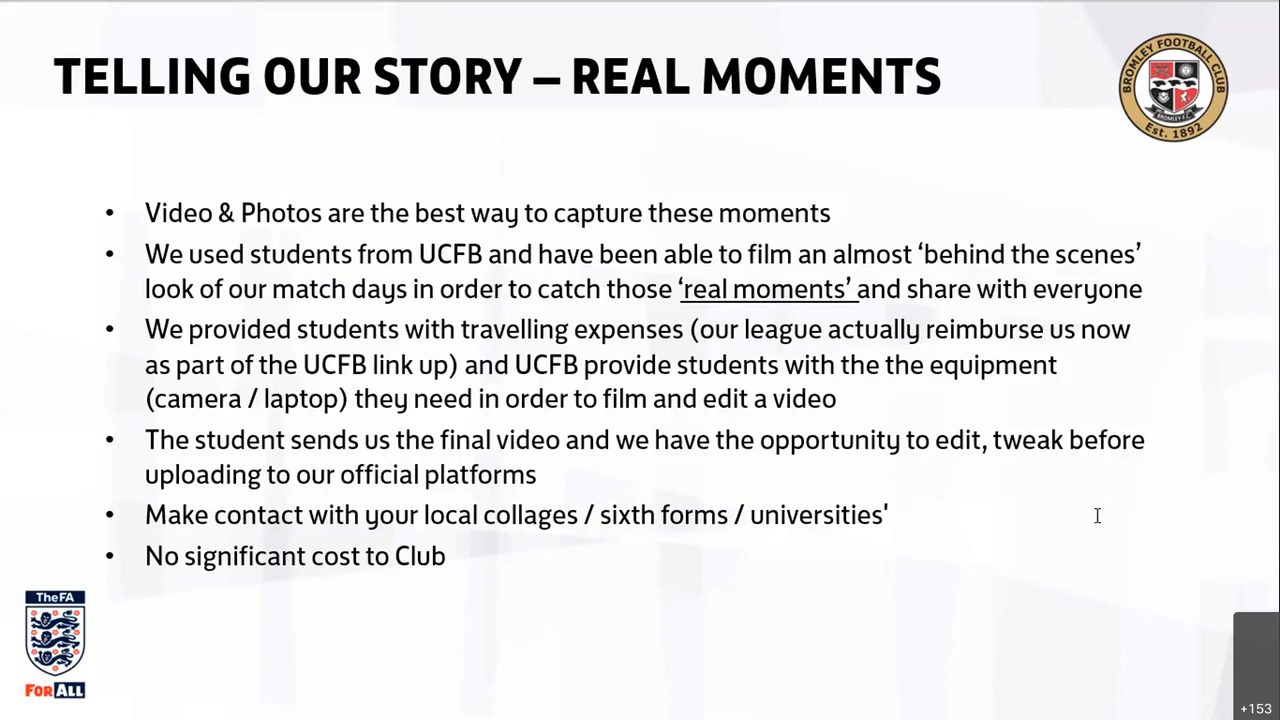 TELLING OUR STORY – REAL MOMENTS
BROMLEY FOOTBALL CLUB
BROMLEY F.C.
Est. 1892
• Video & Photos are the best way to capture these moments
• We used students from UCFB and have been able to film an almost ‘behind the scenes’
look of our match days in order to catch those ‘real moments’ and share with everyone
• We provided students with travelling expenses (our league actually reimburse us now
as part of the UCFB link up) and UCFB provide students with the the equipment
(camera / laptop) they need in order to film and edit a video
• The student sends us the final video and we have the opportunity to edit, tweak before
uploading to our official platforms
• Make contact with your local collages / sixth forms / universities'
• No significant cost to Club
The FA
FOR ALL
+153